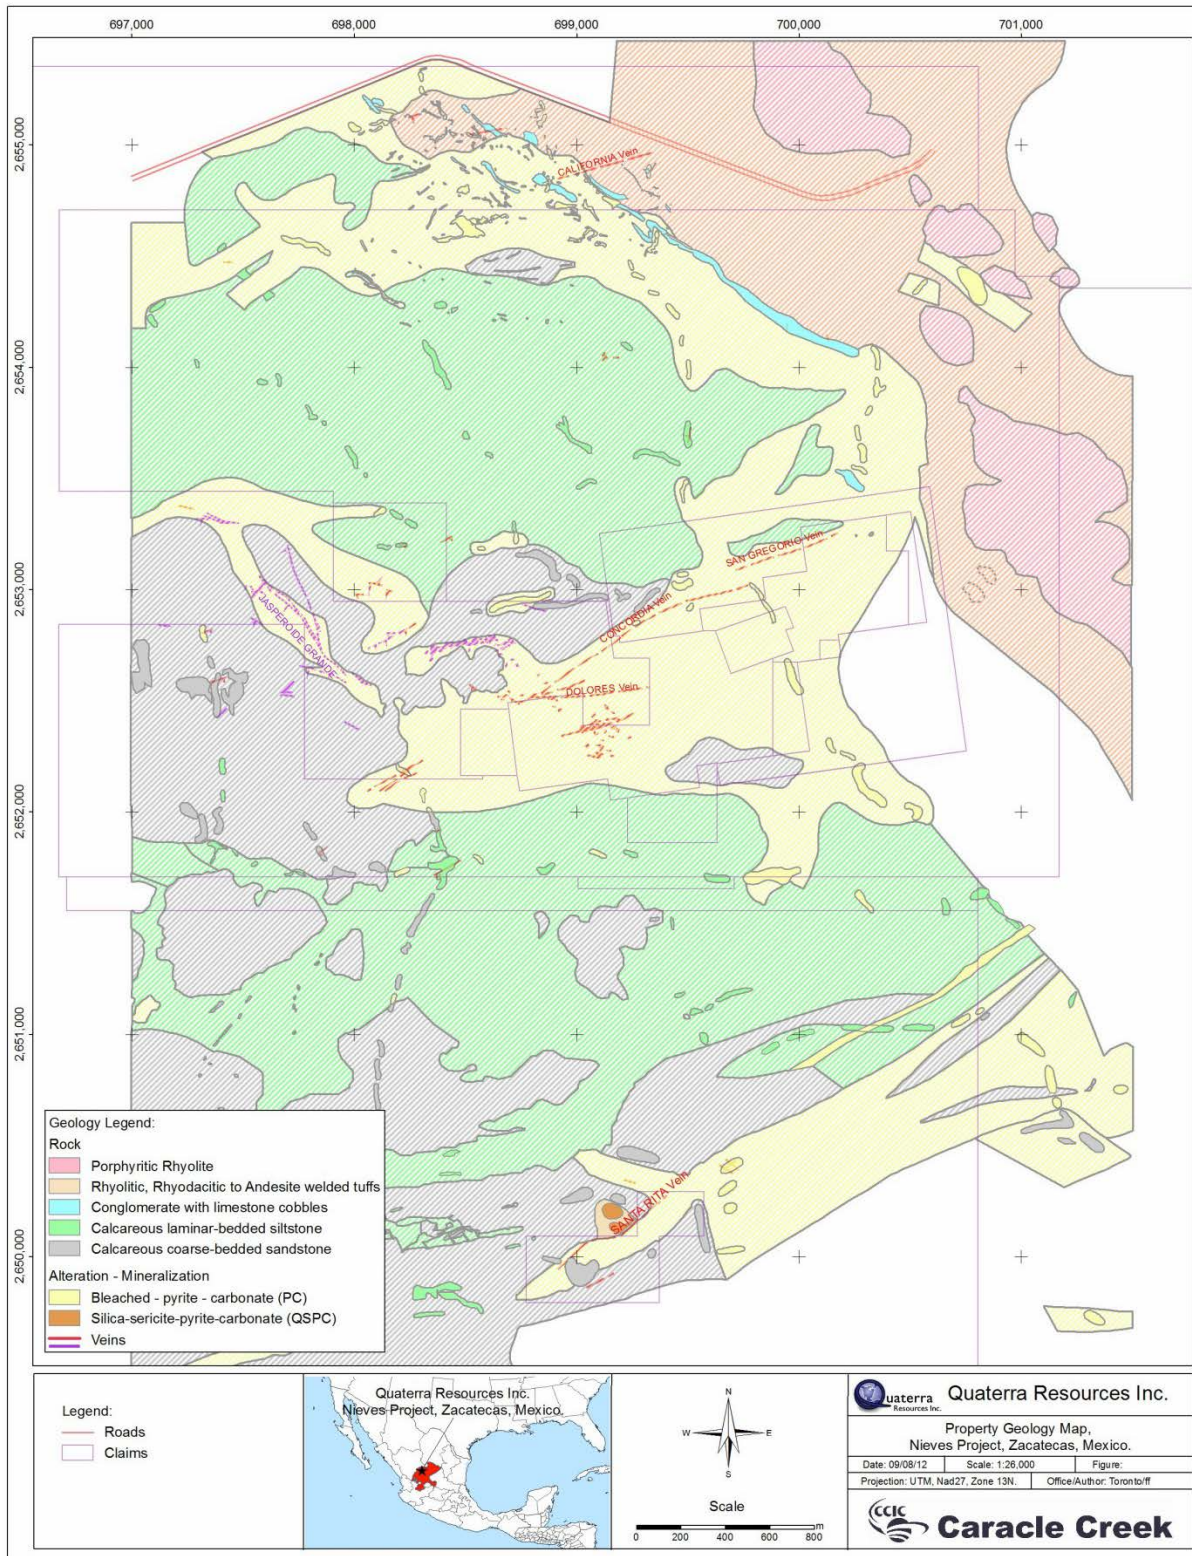 697,000
698,000
699,000
700,000
701,000
2,655,000
2,654,000
2,653,000
2,652,000
2,651,000
2,650,000
CALIFORNIA Vein
SAN GREGORIO Vein
CONCORDIA Vein
JASPEROIDE GRANDE
DOLORES Vein
SANTA RITA Vein
Geology Legend:
Rock
Porphyritic Rhyolite
Rhyolitic, Rhyodacitic to Andesite welded tuffs
Conglomerate with limestone cobbles
Calcareous laminar-bedded siltstone
Calcareous coarse-bedded sandstone
Alteration - Mineralization
Bleached - pyrite - carbonate (PC)
Silica-sericite-pyrite-carbonate (QSPC)
Veins
Legend:
Roads
Claims
Quaterra Resources Inc.
Nieves Project, Zacatecas, Mexico.
N
W E
S
Scale
0 200 400 600 800 m
Quaterra
Resources Inc.
Quaterra Resources Inc.
Property Geology Map,
Nieves Project, Zacatecas, Mexico.
Date: 09/08/12 Scale: 1:26,000 Figure:
Projection: UTM, Nad27, Zone 13N. Office/Author: Toronto/ff
CCIC
Caracle Creek